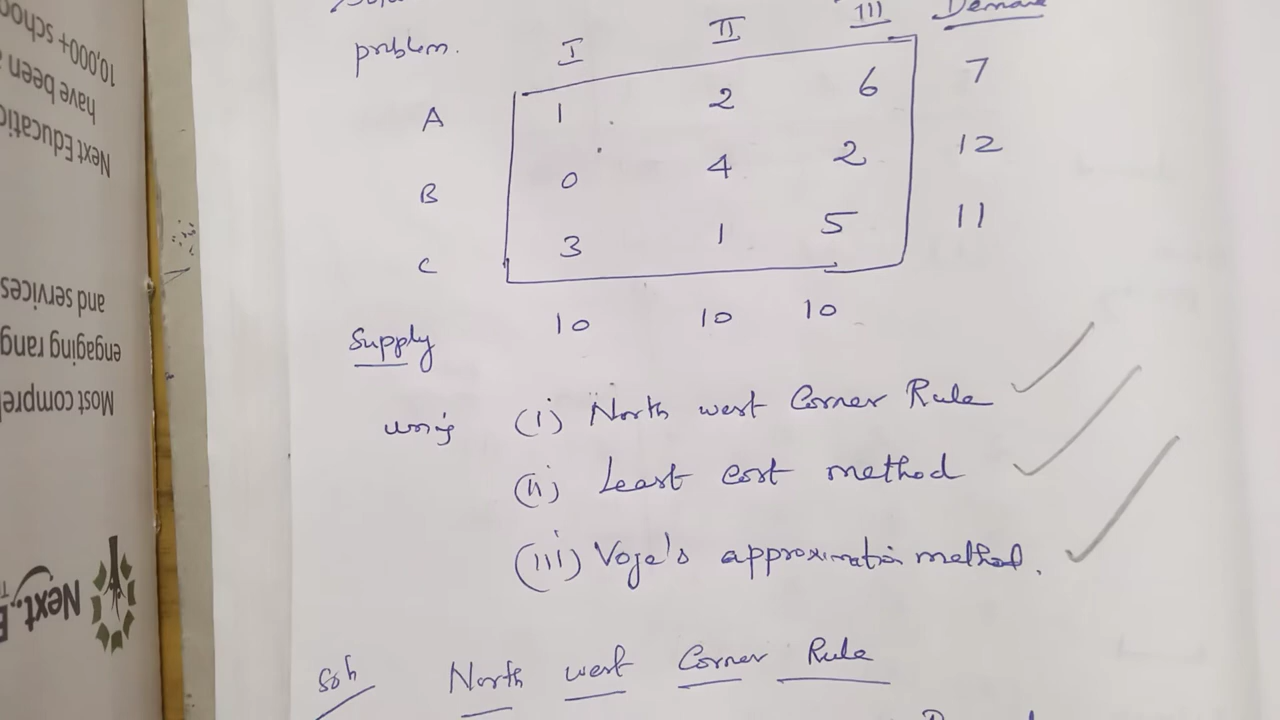 problem.
I II III Demand
A 1 2 6 7
B 0 4 2 12
C 3 1 5 11
Supply 10 10 10
using (i) North west Corner Rule
(ii) Least cost method
(iii) Voge's approximation method.
Soln North west Corner Rule
10,000+ schoo
have been
Next Educatio
and services
engaging rang
Most compre
Next.E